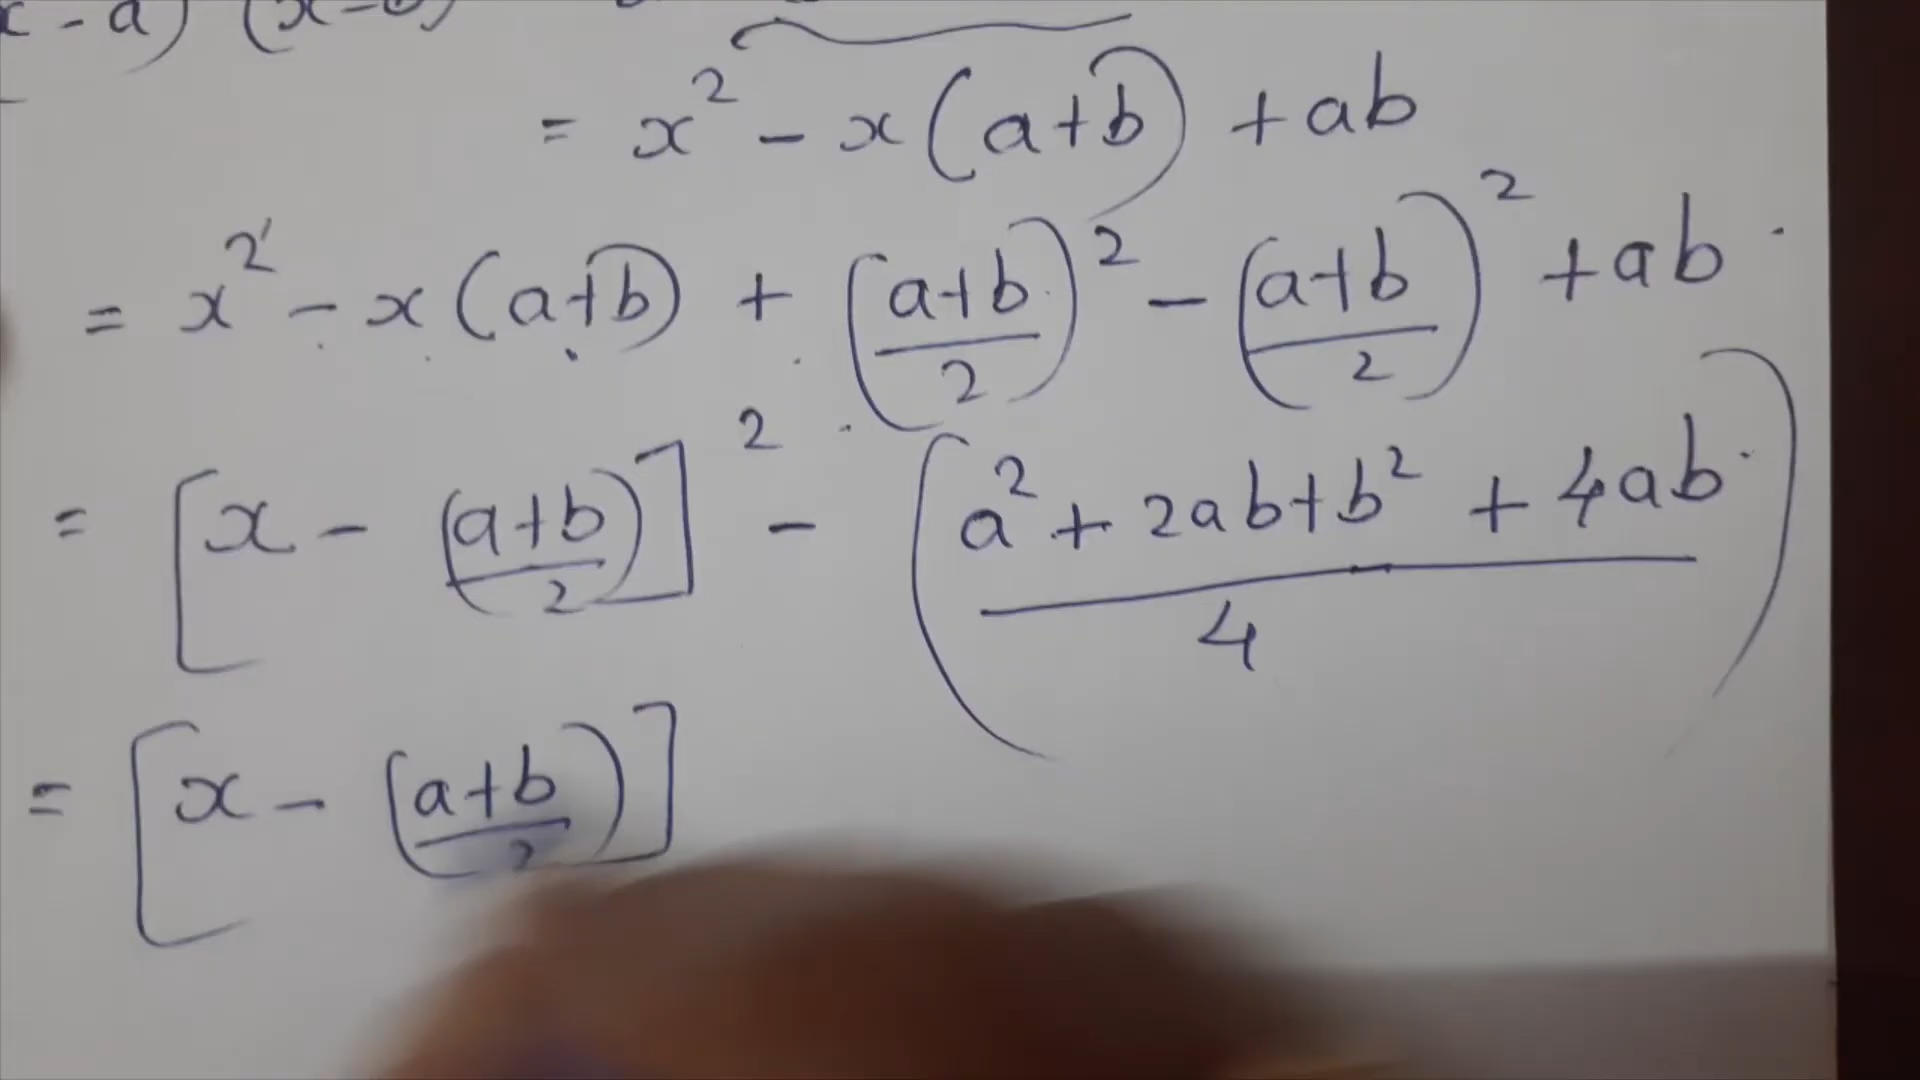 x - a) (x - b)
= x² - x(a+b) + ab
= x² - x(a+b) + ((a+b)/2)² - ((a+b)/2)² + ab
= [x - ((a+b)/2)]² - ((a² + 2ab + b² + 4ab)/4)
= [x - ((a+b)/2)]